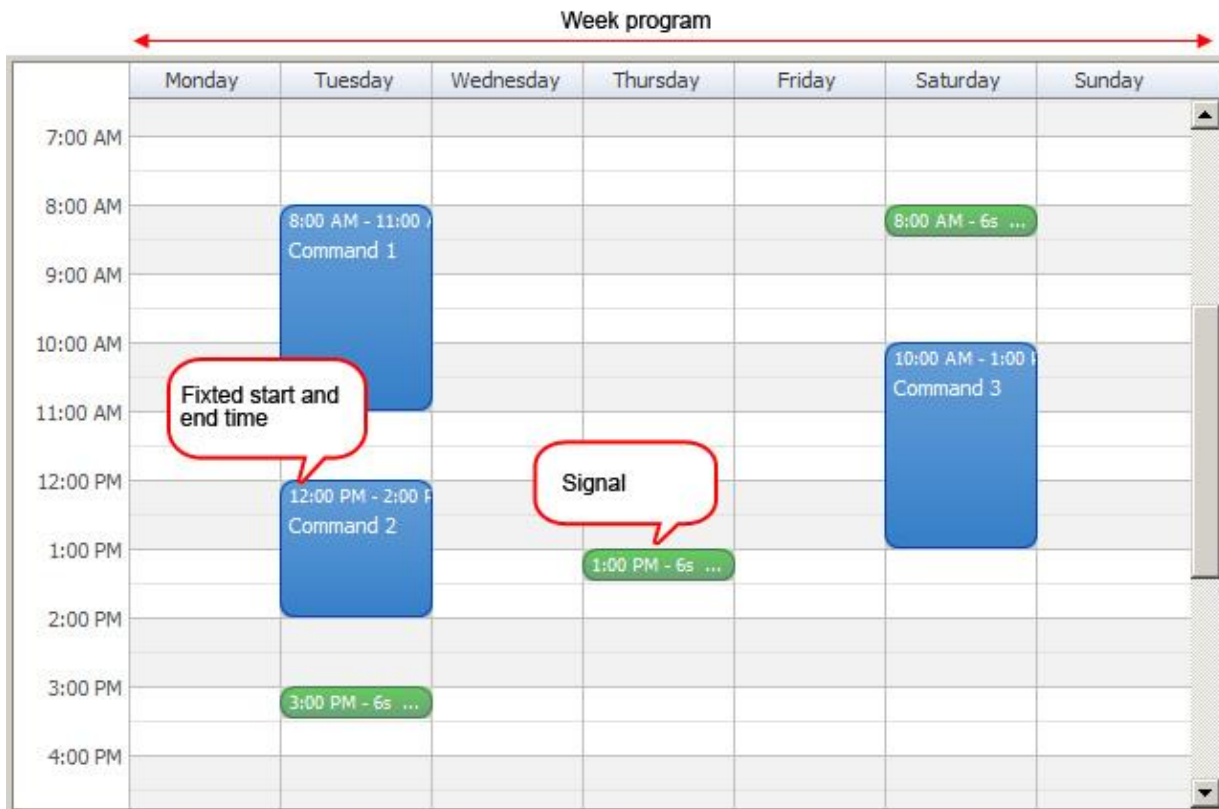 Week program
Monday Tuesday Wednesday Thursday Friday Saturday Sunday
7:00 AM
8:00 AM
8:00 AM - 11:00
Command 1
8:00 AM - 6s ...
9:00 AM
10:00 AM
10:00 AM - 1:00
Command 3
Fixted start and
end time
11:00 AM
Signal
12:00 PM
12:00 PM - 2:00
Command 2
1:00 PM
1:00 PM - 6s ...
2:00 PM
3:00 PM
3:00 PM - 6s ...
4:00 PM